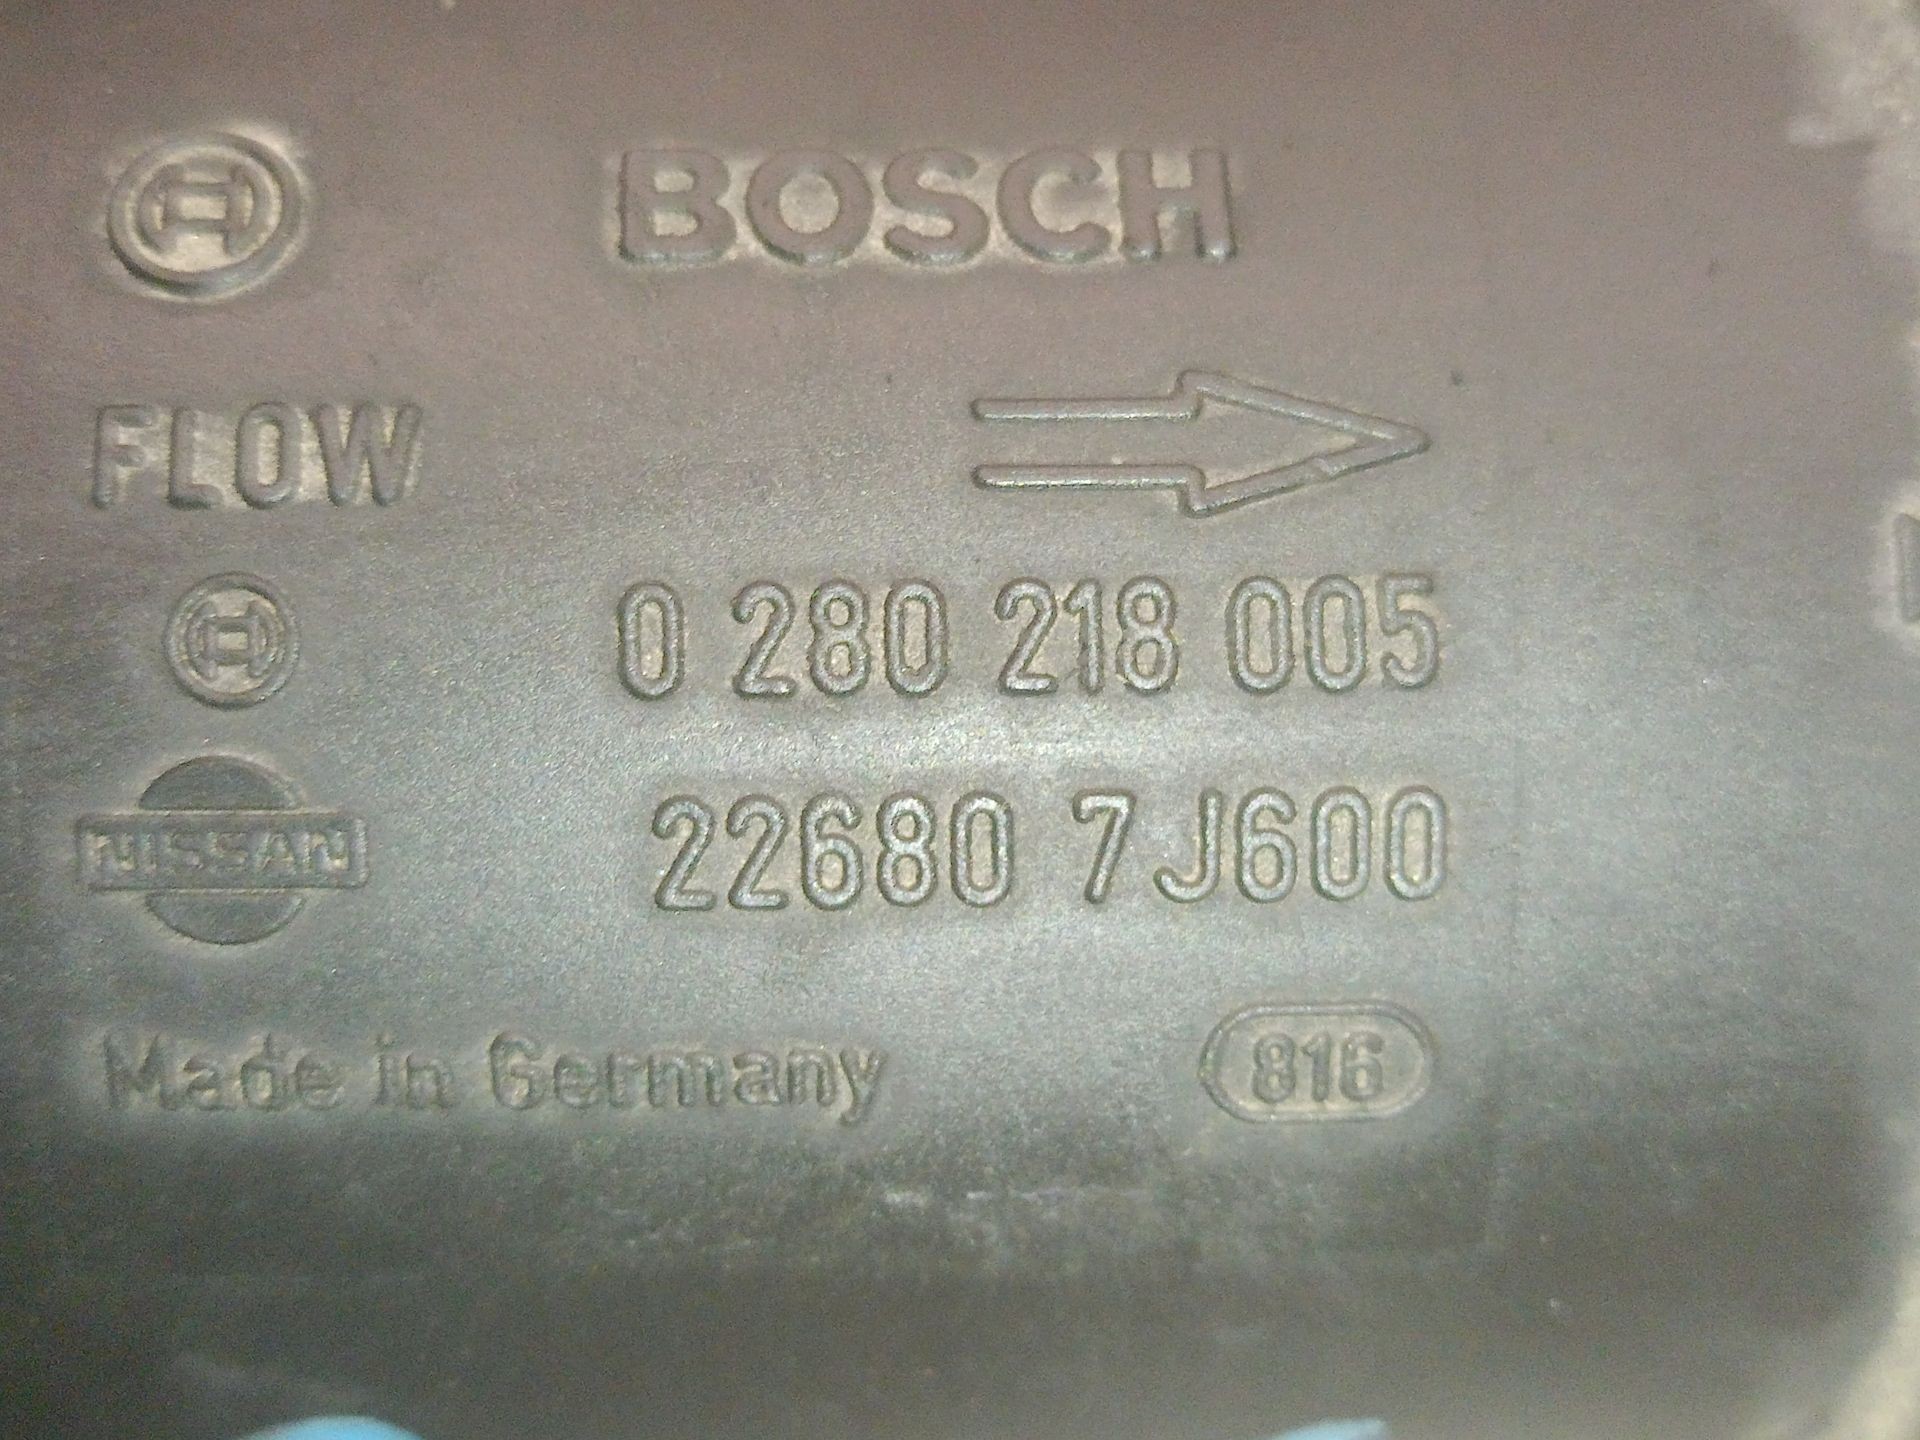 BOSCH
FLOW
0 280 218 005
NISSAN 22680 7J600
Made in Germany 816